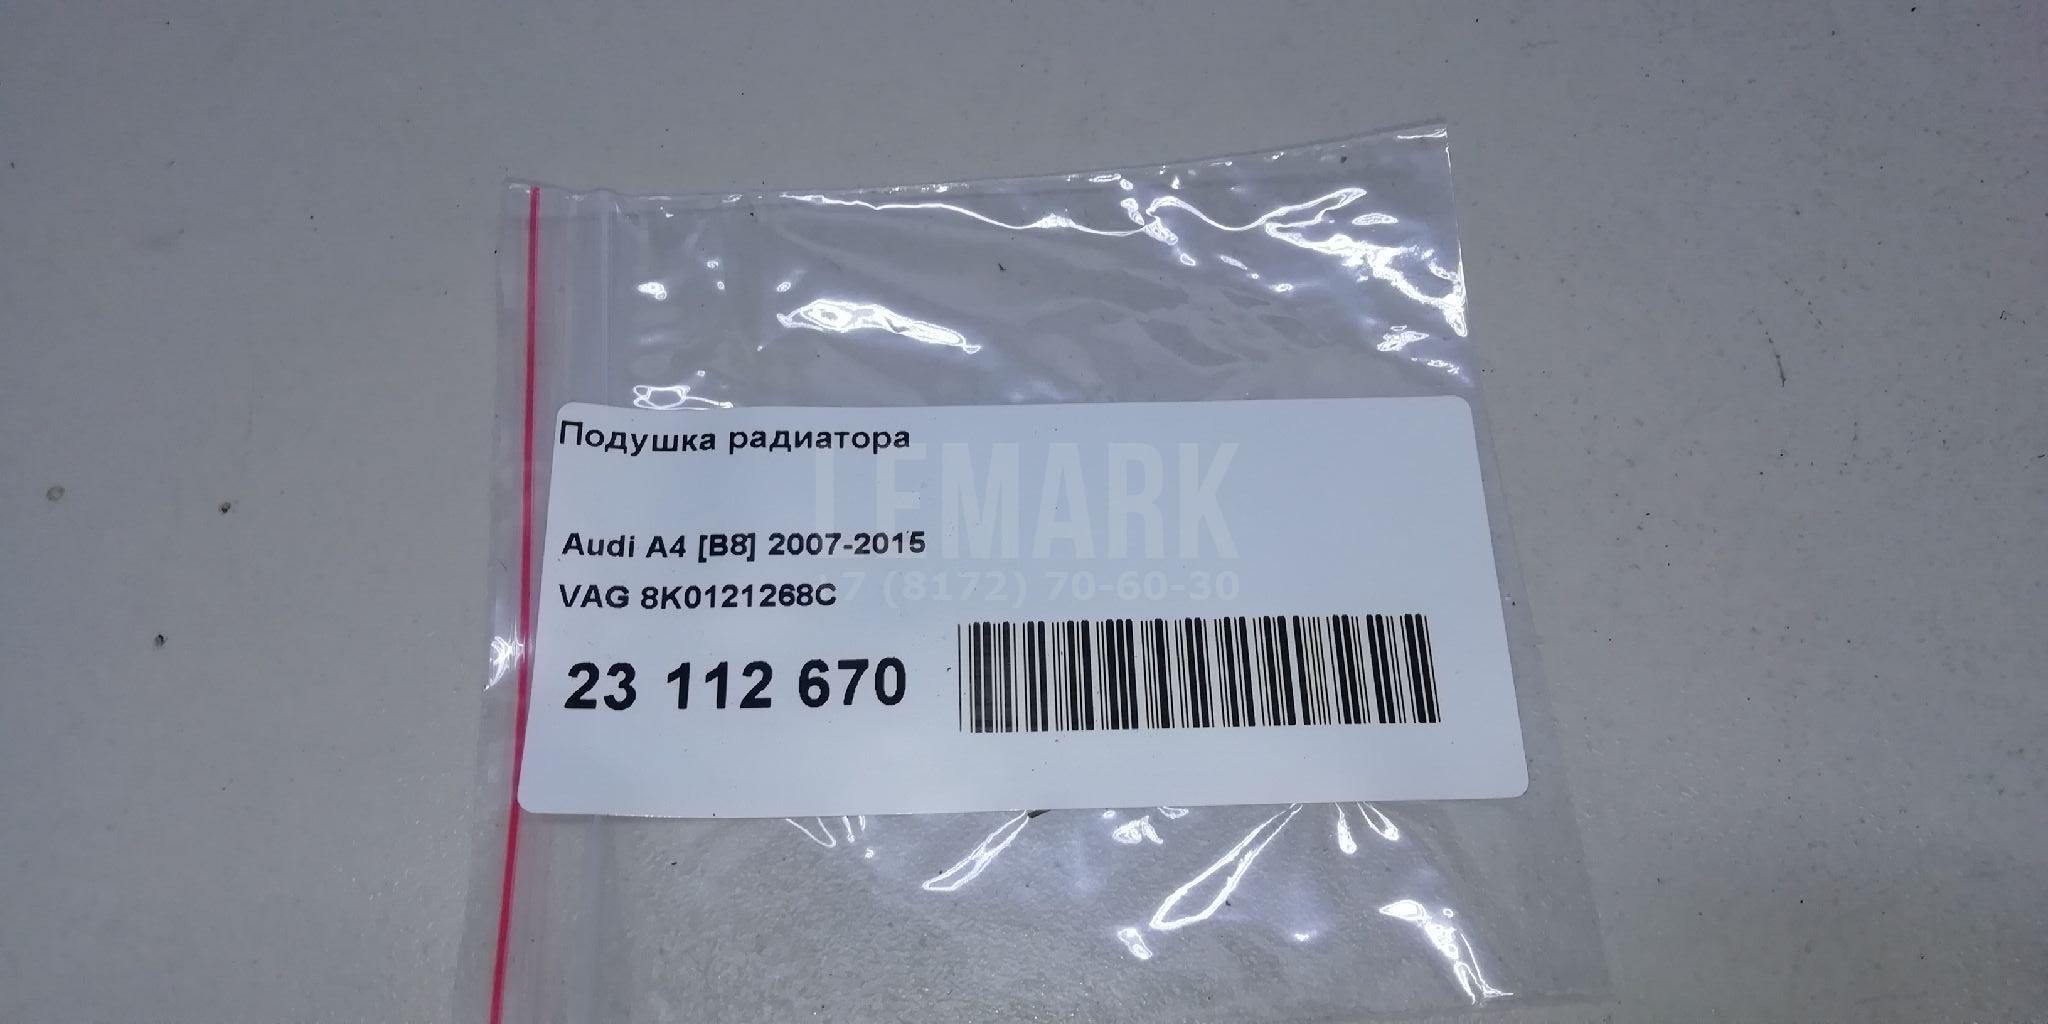 Подушка радиатора
LEMARK
Audi A4 [B8] 2007-2015
VAG 8K0121268C
7 (8172) 70-60-30
23 112 670